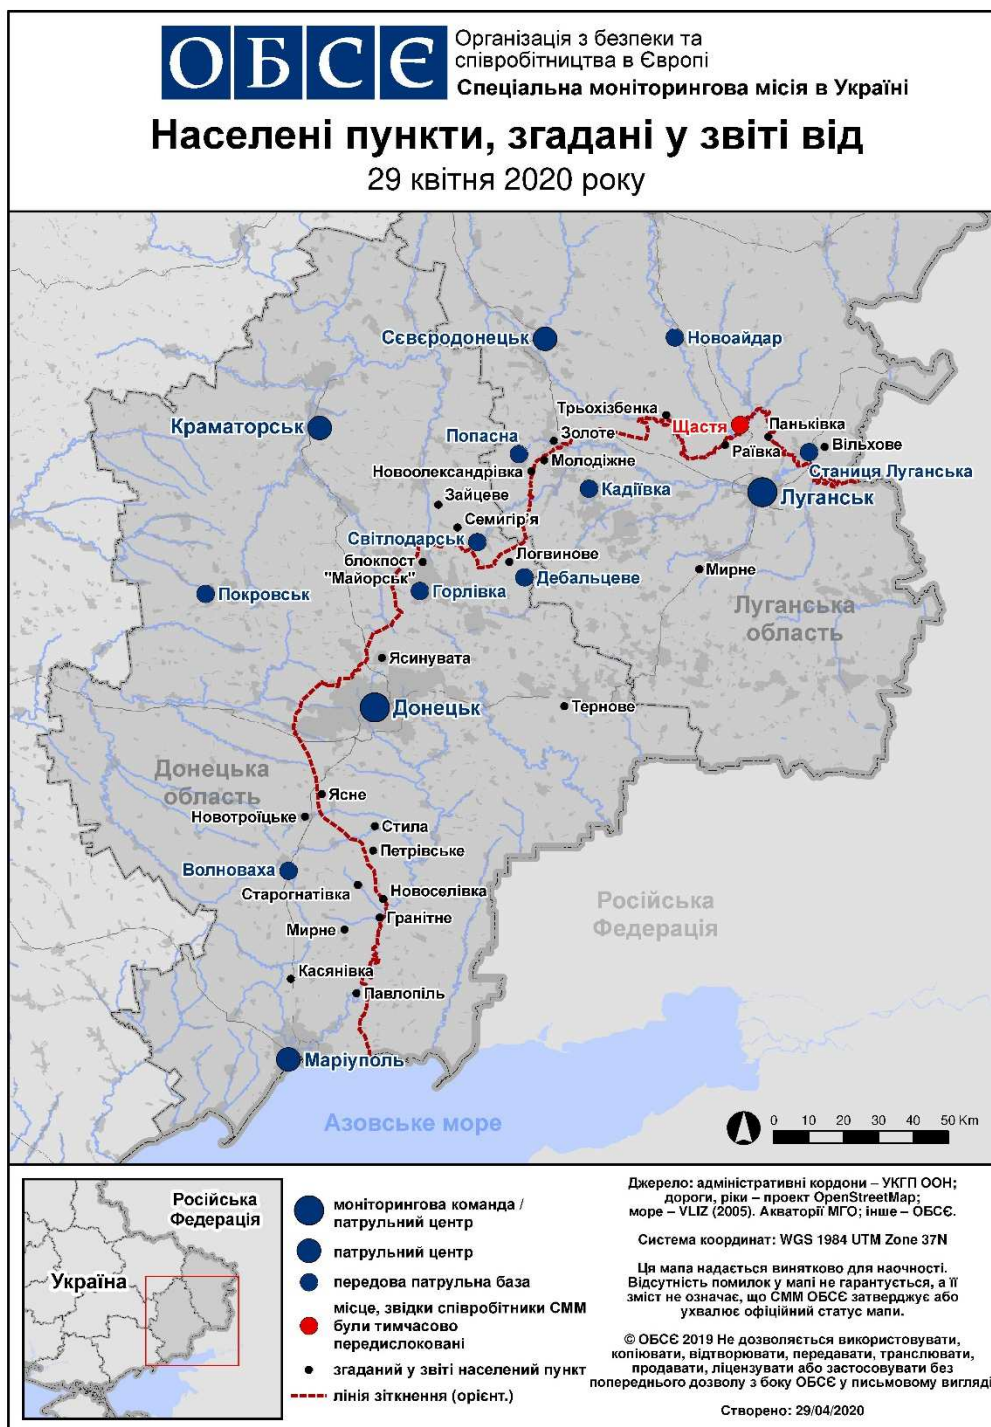 ОБСЄ
Організація з безпеки та
співробітництва в Європі
Спеціальна моніторингова місія в Україні
Населені пункти, згадані у звіті від
29 квітня 2020 року
Сєвєродонецьк
Новоайдар
Трьохізбенка
Щастя
Паньківка
Краматорськ
Попасна
Золоте
Раївка
Вільхове
Молодіжне
Станиця Луганська
Новоолександрівка
Кадіївка
Луганськ
Зайцеве
Семигір'я
Світлодарськ
Логвинове
блокпост
"Майорськ"
Мирне
Дебальцеве
Покровськ
Горлівка
Луганська
область
Ясинувата
Донецьк
Тернове
Донецька
область
Ясне
Новотроїцьке
Стила
Петрівське
Волноваха
Старогнатівка
Новоселівка
Гранітне
Мирне
Російська
Федерація
Касянівка
Павлопіль
Маріуполь
Азовське море
0 10 20 30 40 50 Km
Російська
Федерація
Україна
моніторингова команда /
патрульний центр
патрульний центр
передова патрульна база
місце, звідки співробітники СММ
були тимчасово
передислоковані
згаданий у звіті населений пункт
лінія зіткнення (орієнт.)
Джерело: адміністративні кордони – УКГП ООН;
дороги, ріки – проект OpenStreetMap;
море – VLIZ (2005). Акваторії МГО; інше – ОБСЄ.
Система координат: WGS 1984 UTM Zone 37N
Ця мапа надається винятково для наочності.
Відсутність помилок у мапі не гарантується, а її
зміст не означає, що СММ ОБСЄ затверджує або
ухвалює офіційний статус мапи.
© ОБСЄ 2019 Не дозволяється використовувати,
копіювати, відтворювати, передавати, транслювати,
продавати, ліцензувати або застосовувати без
попереднього дозволу з боку ОБСЄ у письмовому вигляді
Створено: 29/04/2020